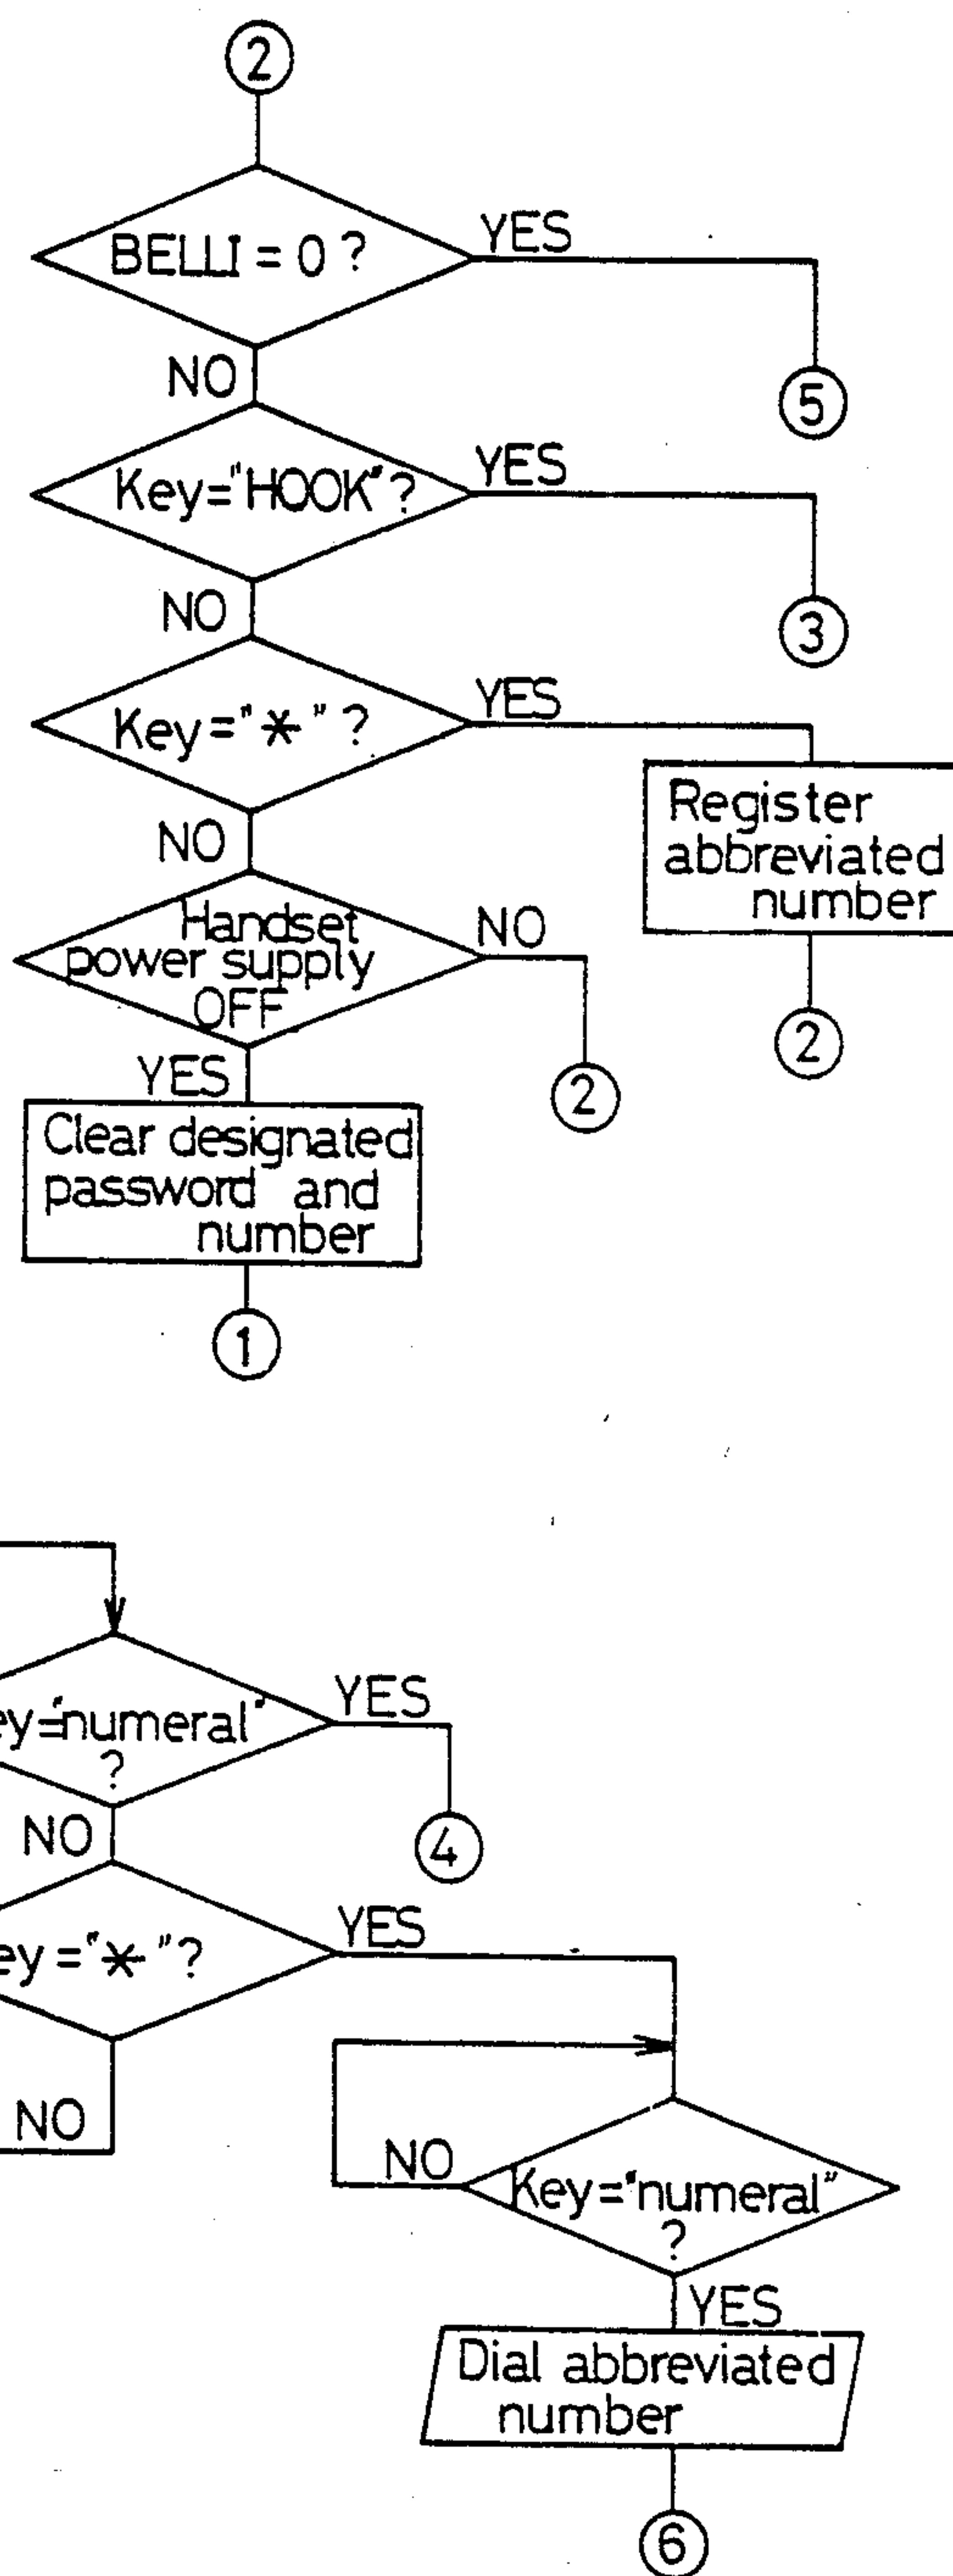 2
BELLI = 0 ?
YES
5
NO
Key="HOOK"?
YES
3
NO
Key="*"?
YES
Register
abbreviated
number
2
NO
Handset
power supply
OFF
NO
2
YES
Clear designated
password and
number
1
ey="numeral"
?
YES
4
NO
ey="*"?
YES
NO
NO
Key="numeral"
?
YES
Dial abbreviated
number
6